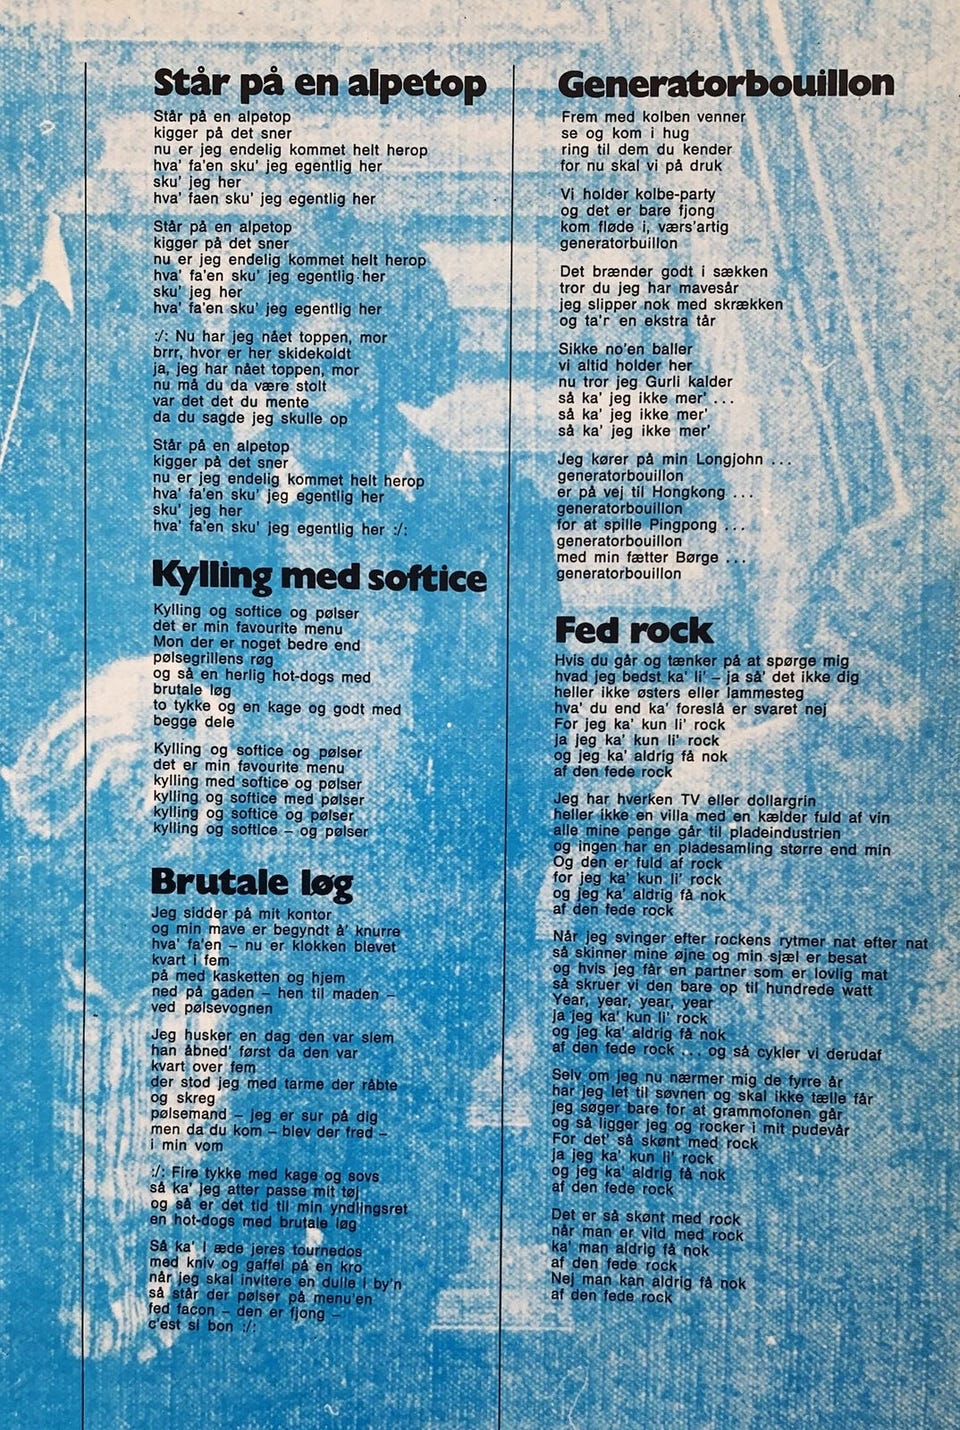 Står på en alpetop
Står på en alpetop
kigger på det sner
nu er jeg endelig kommet helt herop
hva' fa'en sku' jeg egentlig her
sku' jeg her
hva' faen sku' jeg egentlig her
Står på en alpetop
kigger på det sner
nu er jeg endelig kommet helt herop
hva' fa'en sku' jeg egentlig her
sku' jeg her
hva' fa'en sku' jeg egentlig her
:/: Nu har jeg nået toppen, mor
brrr, hvor er her skidekoldt
ja, jeg har nået toppen, mor
nu må du da være stolt
var det det du mente
da du sagde jeg skulle op
Står på en alpetop
kigger på det sner
nu er jeg endelig kommet helt herop
hva' fa'en sku' jeg egentlig her
sku' jeg her
hva' fa'en sku' jeg egentlig her :/:
Kylling med softice
Kylling og softice og pølser
det er min favourite menu
Mon der er noget bedre end
pølsegrillens røg
og så en herlig hot-dogs med
brutale løg
to tykke og en kage og godt med
begge dele
Kylling og softice og pølser
det er min favourite menu
kylling med softice og pølser
kylling og softice med pølser
kylling og softice og pølser
kylling og softice – og pølser
Brutale løg
Jeg sidder på mit kontor
og min mave er begyndt å' knurre
hva' fa'en – nu er klokken blevet
kvart i fem
på med kasketten og hjem
ned på gaden – hen til maden –
ved pølsevognen
Jeg husker en dag den var slem
han åbned' først da den var
kvart over fem
der stod jeg med tarme der råbte
og skreg
pølsemand – jeg er sur på dig
men da du kom – blev der fred –
i min vom
:/: Fire tykke med kage og sovs
så ka' jeg atter passe mit tøj
og så er det tid til min yndlingsret
en hot-dogs med brutale løg
Så ka' I æde jeres tournedos
med kniv og gaffel på en kro
når jeg skal invitere en dulle i by'n
så står der pølser på menu'en
fed facon – den er fjong –
c'est si bon :/:
Generatorbouillon
Frem med kolben venner
se og kom i hug
ring til dem du kender
for nu skal vi på druk
Vi holder kolbe-party
og det er bare fjong
kom fløde i, værs'artig
generatorbuillon
Det brænder godt i sækken
tror du jeg har mavesår
jeg slipper nok med skrækken
og ta'r en ekstra tår
Sikke no'en baller
vi altid holder her
nu tror jeg Gurli kalder
så ka' jeg ikke mer' ...
så ka' jeg ikke mer'
så ka' jeg ikke mer'
Jeg kører på min Longjohn ...
generatorbouillon
er på vej til Hongkong ...
generatorbouillon
for at spille Pingpong ...
generatorbouillon
med min fætter Børge ...
generatorbouillon
Fed rock
Hvis du går og tænker på at spørge mig
hvad jeg bedst ka' li' – ja så' det ikke dig
heller ikke østers eller lammesteg
hva' du end ka' foreslå er svaret nej
For jeg ka' kun li' rock
ja jeg ka' kun li' rock
og jeg ka' aldrig få nok
af den fede rock
Jeg har hverken TV eller dollargrin
heller ikke en villa med en kælder fuld af vin
alle mine penge går til pladeindustrien
og ingen har en pladesamling større end min
Og den er fuld af rock
for jeg ka' kun li' rock
og jeg ka' aldrig få nok
af den fede rock
Når jeg svinger efter rockens rytmer nat efter nat
så skinner mine øjne og min sjæl er besat
og hvis jeg får en partner som er lovlig mat
så skruer vi den bare op til hundrede watt
Year, year, year, year
ja jeg ka' kun li' rock
og jeg ka' aldrig få nok
af den fede rock ... og så cykler vi derudaf
Selv om jeg nu nærmer mig de fyrre år
har jeg let til søvnen og skal ikke tælle får
jeg søger bare for at grammofonen går
og så ligger jeg og rocker i mit pudevår
For det' så skønt med rock
ja jeg ka' kun li' rock
og jeg ka' aldrig få nok
af den fede rock
Det er så skønt med rock
når man er vild med rock
ka' man aldrig få nok
af den fede rock
Nej man kan aldrig få nok
af den fede rock